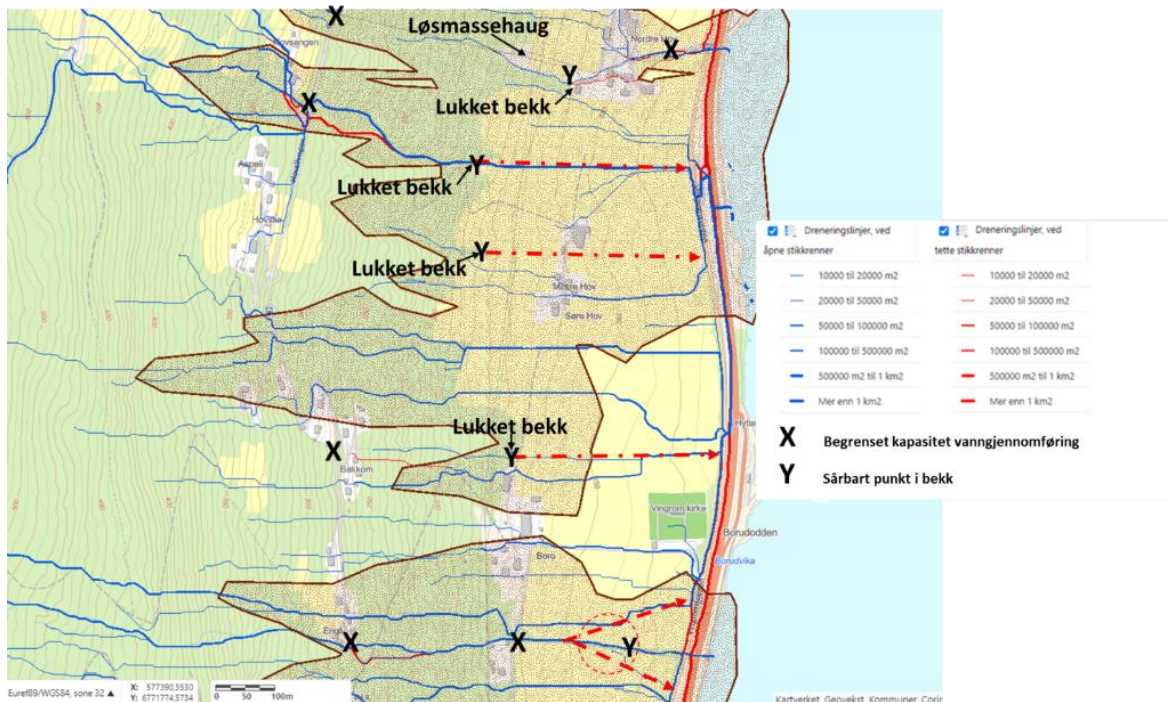 X
Løsmassehaug
Hovsengen
Nordre Hov
X
Y
Lukket bekk
X
Aspeli
Y
Lukket bekk
Hovslia
Y
Lukket bekk
Midtre Hov
Søre Hov
Lukket bekk
Hytte
X
Y
Bakkom
Vingrom kirke
Borudodden
Boro
Borudvika
X
X
Y
Dreneringslinjer, ved
åpne stikkrenner
10000 til 20000 m2
20000 til 50000 m2
50000 til 100000 m2
100000 til 500000 m2
500000 m2 til 1 km2
Mer enn 1 km2
Dreneringslinjer, ved
tette stikkrenner
10000 til 20000 m2
20000 til 50000 m2
50000 til 100000 m2
100000 til 500000 m2
500000 m2 til 1 km2
Mer enn 1 km2
X Begrenset kapasitet vanngjennomføring
Y Sårbart punkt i bekk
Euref89/WGS84, sone 32 ▲
X: 577390,5530
Y: 6771774,5734
0 50 100m
Kartverket, Geovekst, Kommuner, Corin